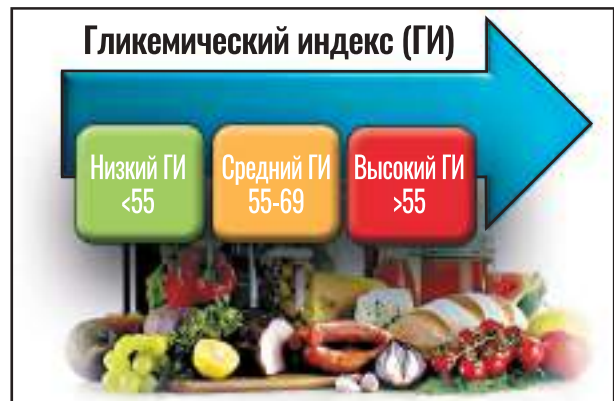 Гликемический индекс (ГИ)
Низкий ГИ
<55
Средний ГИ
55-69
Высокий ГИ
>55